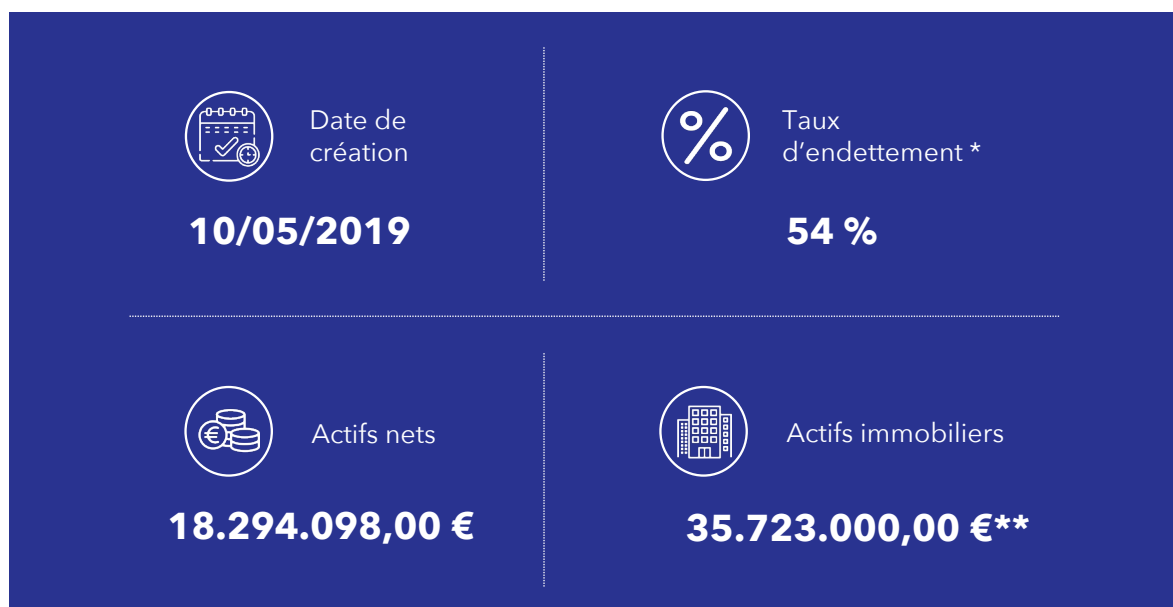 Date de
création
10/05/2019
Taux
d'endettement *
54 %
Actifs nets
18.294.098,00 €
Actifs immobiliers
35.723.000,00 €**